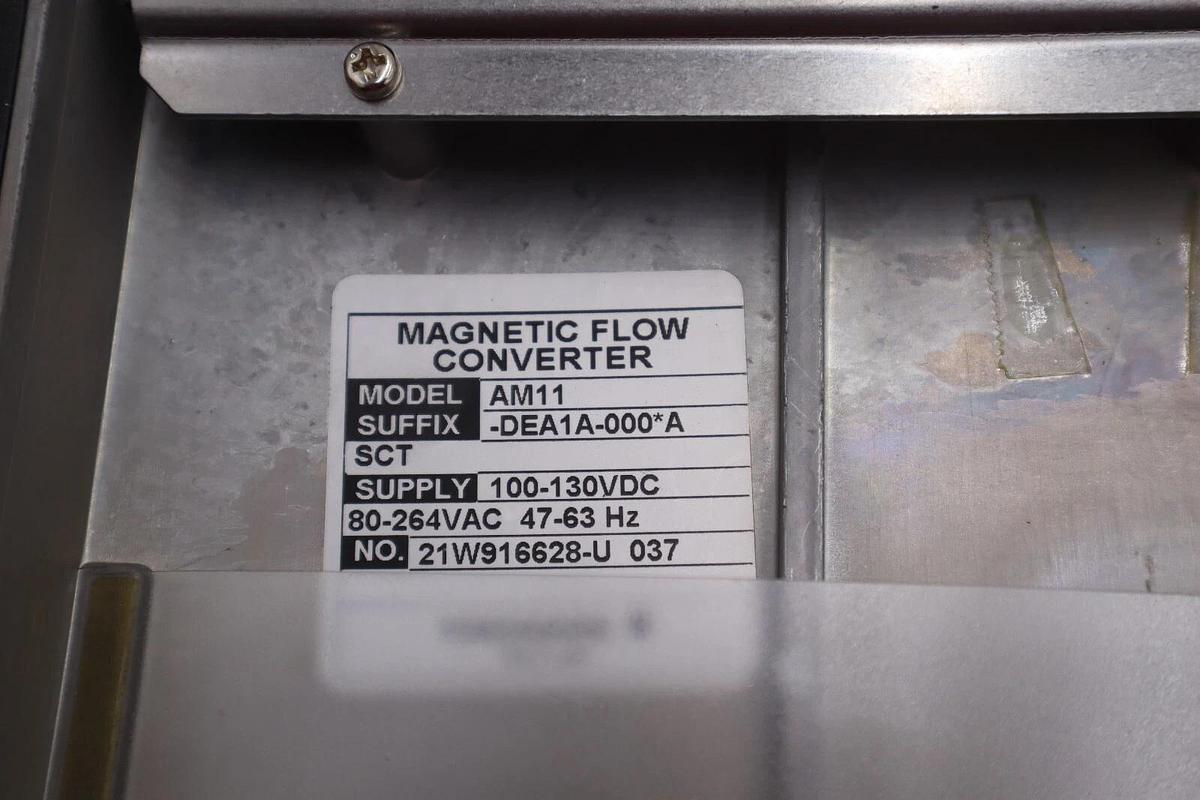 MAGNETIC FLOW
CONVERTER
MODEL AM11
SUFFIX -DEA1A-000*A
SCT
SUPPLY 100-130VDC
80-264VAC 47-63 Hz
NO. 21W916628-U 037